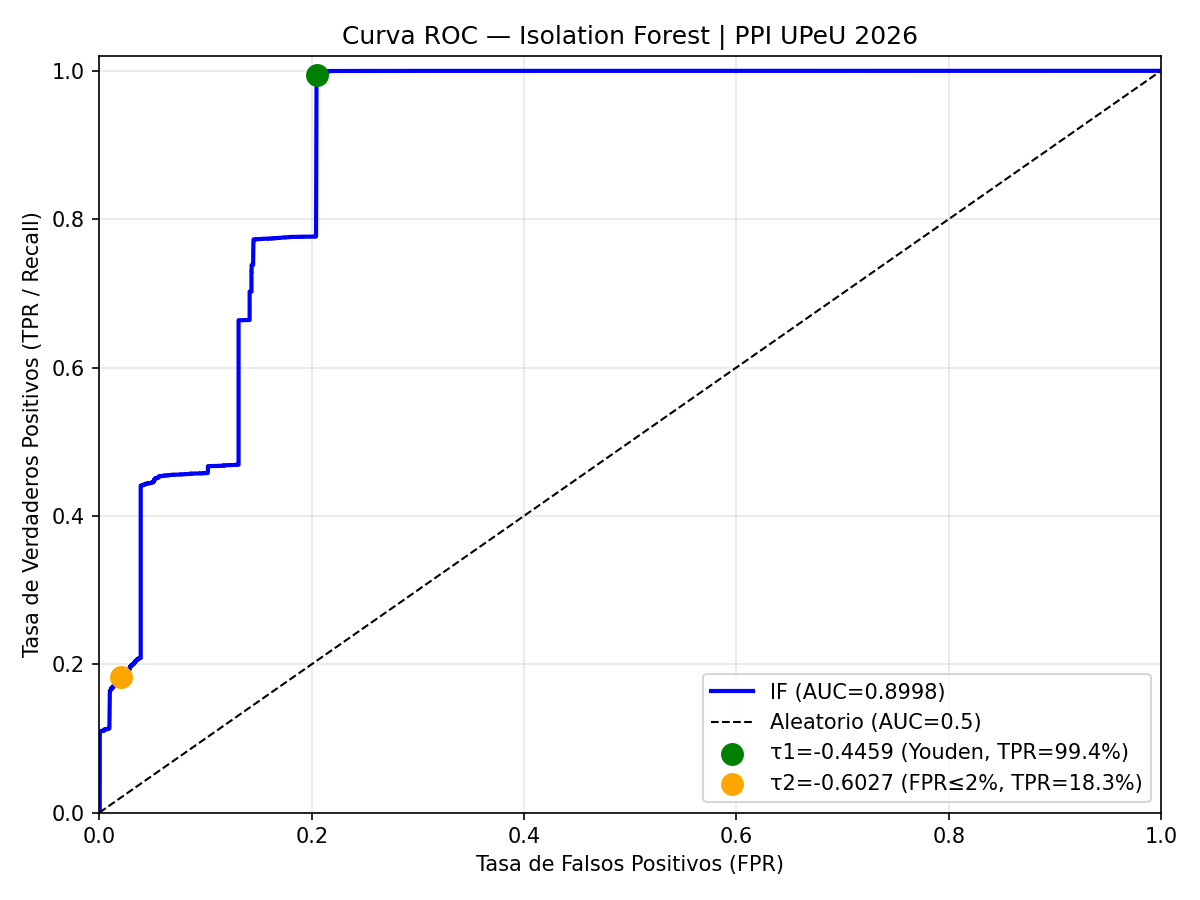 Curva ROC — Isolation Forest | PPI UPeU 2026
Tasa de Verdaderos Positivos (TPR / Recall)
1.0
0.8
0.6
0.4
0.2
0.0
IF (AUC=0.8998)
Aleatorio (AUC=0.5)
τ1=-0.4459 (Youden, TPR=99.4%)
τ2=-0.6027 (FPR≤2%, TPR=18.3%)
0.0 0.2 0.4 0.6 0.8 1.0
Tasa de Falsos Positivos (FPR)